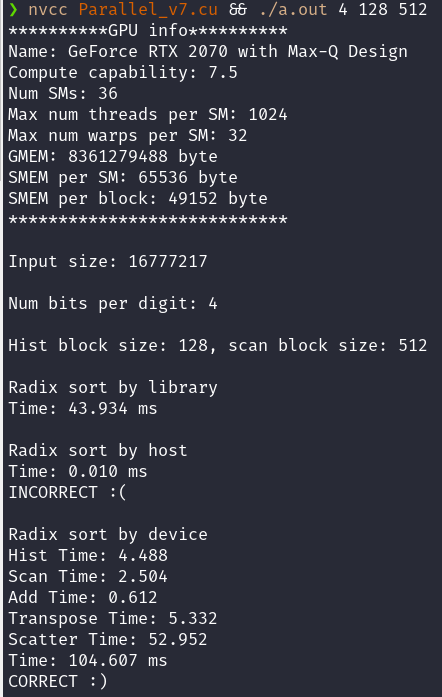 ❯ nvcc Parallel_v7.cu && ./a.out 4 128 512
**********GPU info**********
Name: GeForce RTX 2070 with Max-Q Design
Compute capability: 7.5
Num SMs: 36
Max num threads per SM: 1024
Max num warps per SM: 32
GMEM: 8361279488 byte
SMEM per SM: 65536 byte
SMEM per block: 49152 byte
****************************
Input size: 16777217
Num bits per digit: 4
Hist block size: 128, scan block size: 512
Radix sort by library
Time: 43.934 ms
Radix sort by host
Time: 0.010 ms
INCORRECT :(
Radix sort by device
Hist Time: 4.488
Scan Time: 2.504
Add Time: 0.612
Transpose Time: 5.332
Scatter Time: 52.952
Time: 104.607 ms
CORRECT :)